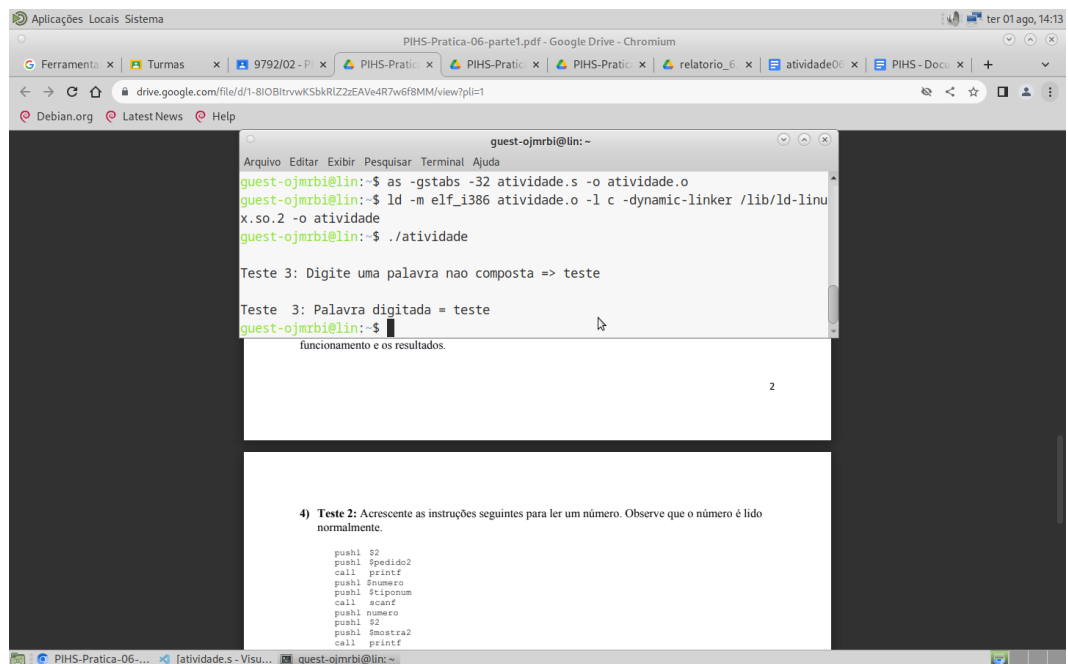 Aplicações Locais Sistema
ter 01 ago, 14:13
PIHS-Pratica-06-parte1.pdf - Google Drive - Chromium
Ferramenta
Turmas
9792/02 - P
PIHS-Pratic
PIHS-Pratic
PIHS-Pratic
relatorio_6
atividade06
PIHS - Docu
drive.google.com/file/d/1-8IOBItrvwKSbkRlZ2zEAVe4R7w6f8MM/view?pli=1
Debian.org Latest News Help
guest-ojmrbi@lin: ~
Arquivo Editar Exibir Pesquisar Terminal Ajuda
guest-ojmrbi@lin:~$ as -gstabs -32 atividade.s -o atividade.o
guest-ojmrbi@lin:~$ ld -m elf_i386 atividade.o -l c -dynamic-linker /lib/ld-linu
x.so.2 -o atividade
guest-ojmrbi@lin:~$ ./atividade
Teste 3: Digite uma palavra nao composta => teste
Teste  3: Palavra digitada = teste
guest-ojmrbi@lin:~$
funcionamento e os resultados.
2
4) Teste 2: Acrescente as instruções seguintes para ler um número. Observe que o número é lido
normalmente.
pushl $2
pushl $pedido2
call printf
pushl $numero
pushl $tiponum
call scanf
pushl numero
pushl $2
pushl $mostra2
call printf
PIHS-Pratica-06-...
[atividade.s - Visu...
guest-ojmrbi@lin: ~